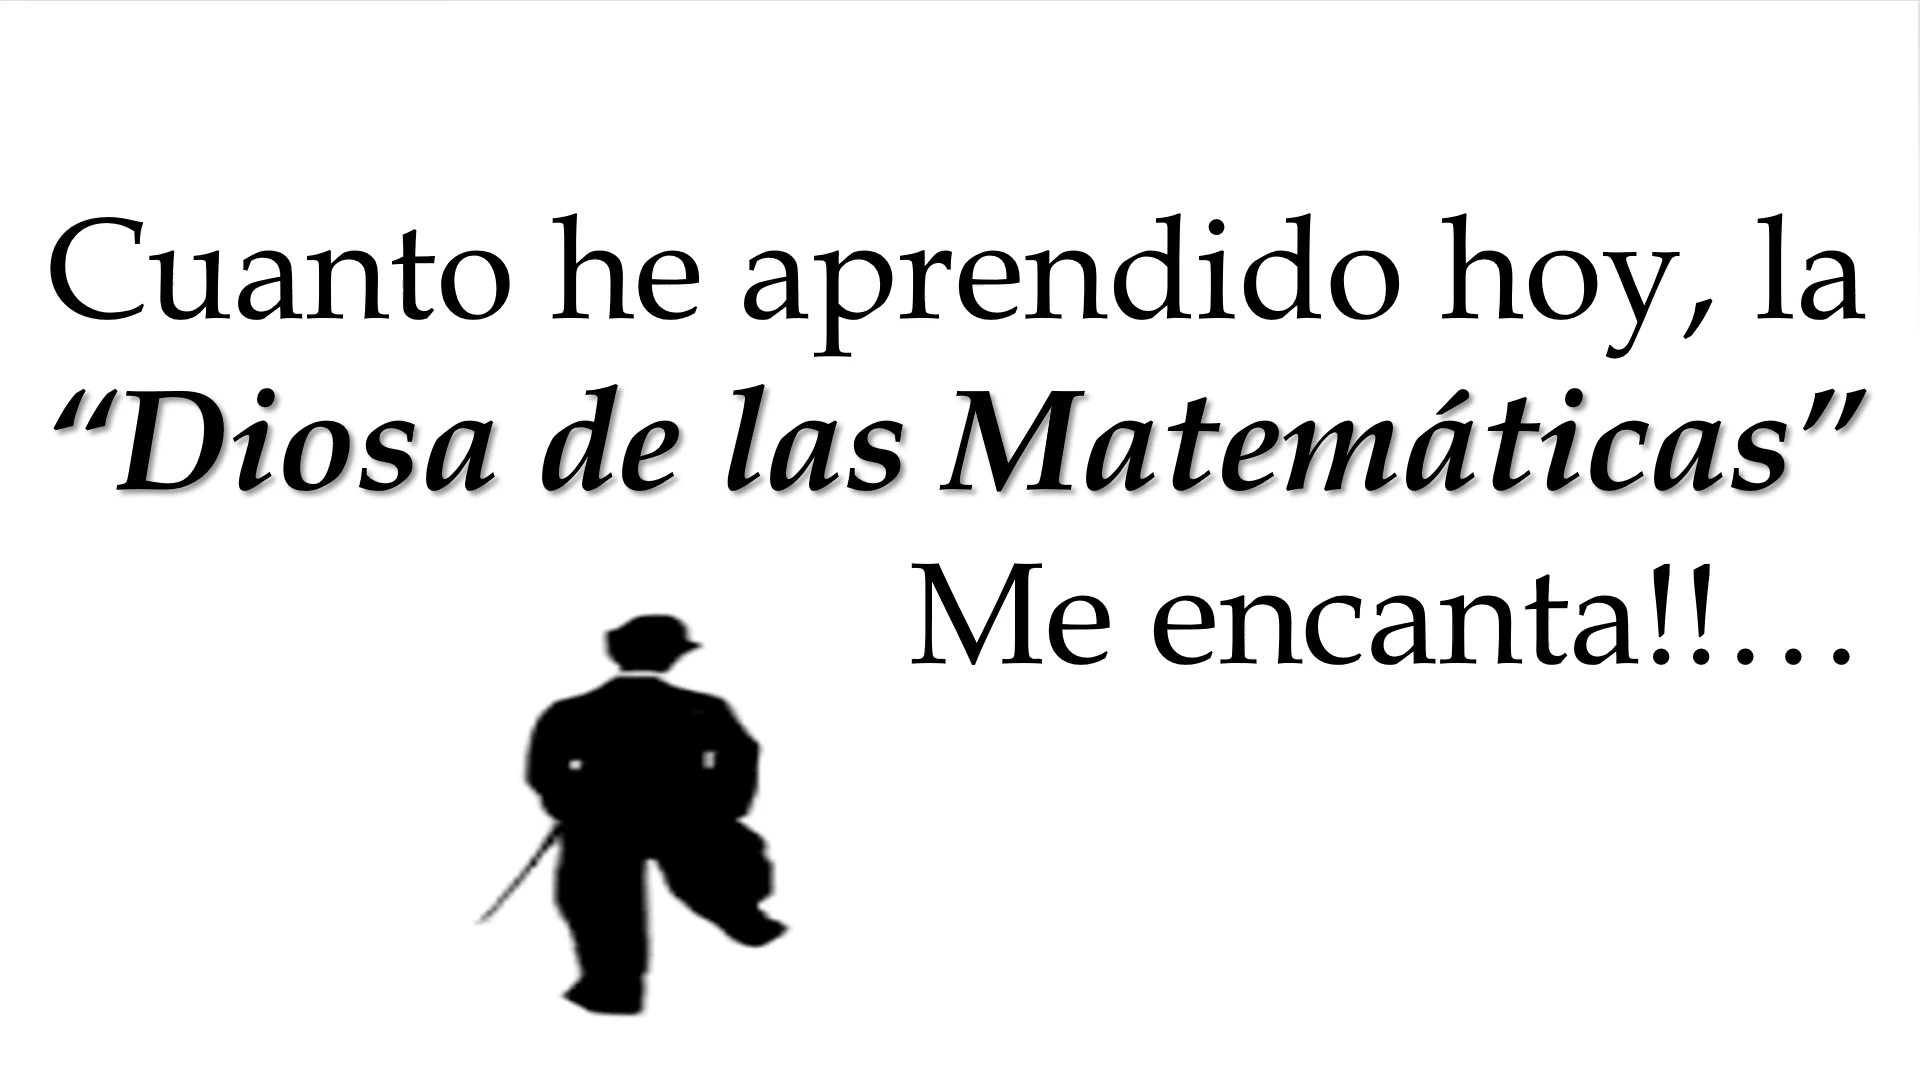 Cuanto he aprendido hoy, la
“Diosa de las Matemáticas”
Me encanta!!…